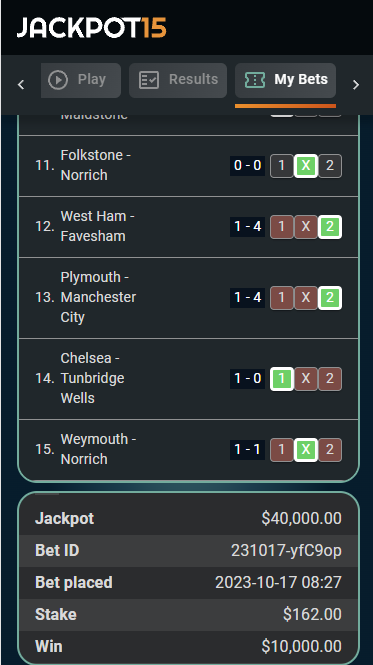 JACKPOT15
Play Results My Bets
Maidstone
11. Folkstone -
Norrich
0 - 0 1 X 2
12. West Ham -
Favesham
1 - 4 1 X 2
13. Plymouth -
Manchester
City
1 - 4 1 X 2
14. Chelsea -
Tunbridge
Wells
1 - 0 1 X 2
15. Weymouth -
Norrich
1 - 1 1 X 2
Jackpot $40,000.00
Bet ID 231017-yfC9op
Bet placed 2023-10-17 08:27
Stake $162.00
Win $10,000.00